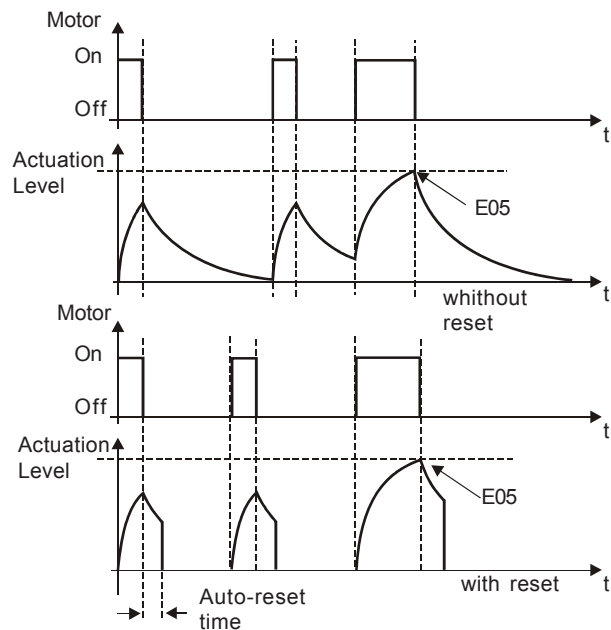 Motor
On
Off
t
Actuation
Level
E05
t
whithout
reset
Motor
On
Off
t
Actuation
Level
E05
with reset
t
Auto-reset
time